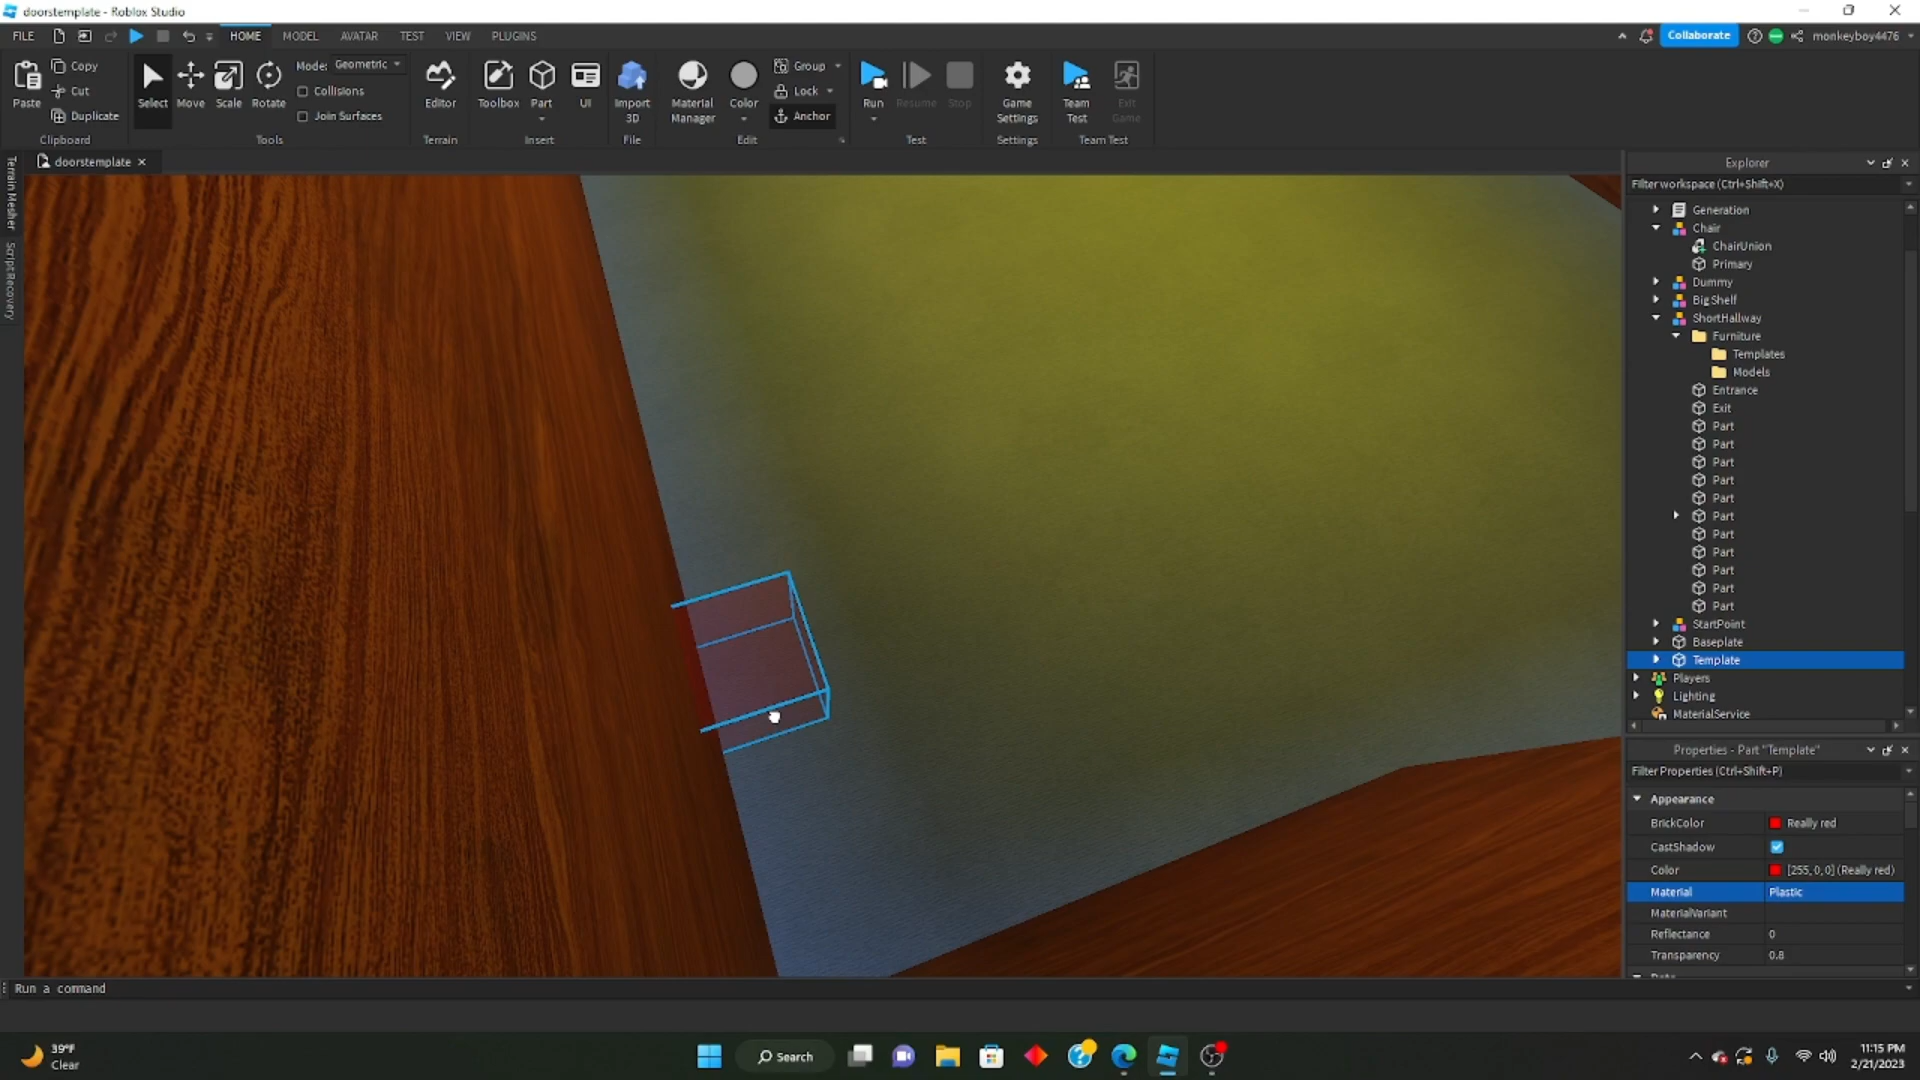 doorstemplate - Roblox Studio
FILE HOME MODEL AVATAR TEST VIEW PLUGINS Collaborate monkeyboy4476
Paste Copy Cut Duplicate Clipboard
Select Move Scale Rotate Mode: Geometric Collisions Join Surfaces Tools
Editor Terrain
Toolbox Part UI Insert
Import 3D File
Material Manager Color Group Lock Anchor Edit
Run Resume Stop Test
Game Settings Settings
Team Test Exit Game Team Test
Terrain Mesher
Script Recovery
doorstemplate
Explorer
Filter workspace (Ctrl+Shift+X)
Generation
Chair
ChairUnion
Primary
Dummy
Big Shelf
ShortHallway
Furniture
Templates
Models
Entrance
Exit
Part
Part
Part
Part
Part
Part
Part
Part
Part
Part
Part
StartPoint
Baseplate
Template
Players
Lighting
MaterialService
Properties - Part "Template"
Filter Properties (Ctrl+Shift+P)
Appearance
BrickColor Really red
CastShadow
Color [255, 0, 0] (Really red)
Material Plastic
MaterialVariant
Reflectance 0
Transparency 0.8
Run a command
39°F
Clear
Search
11:15 PM
2/21/2023